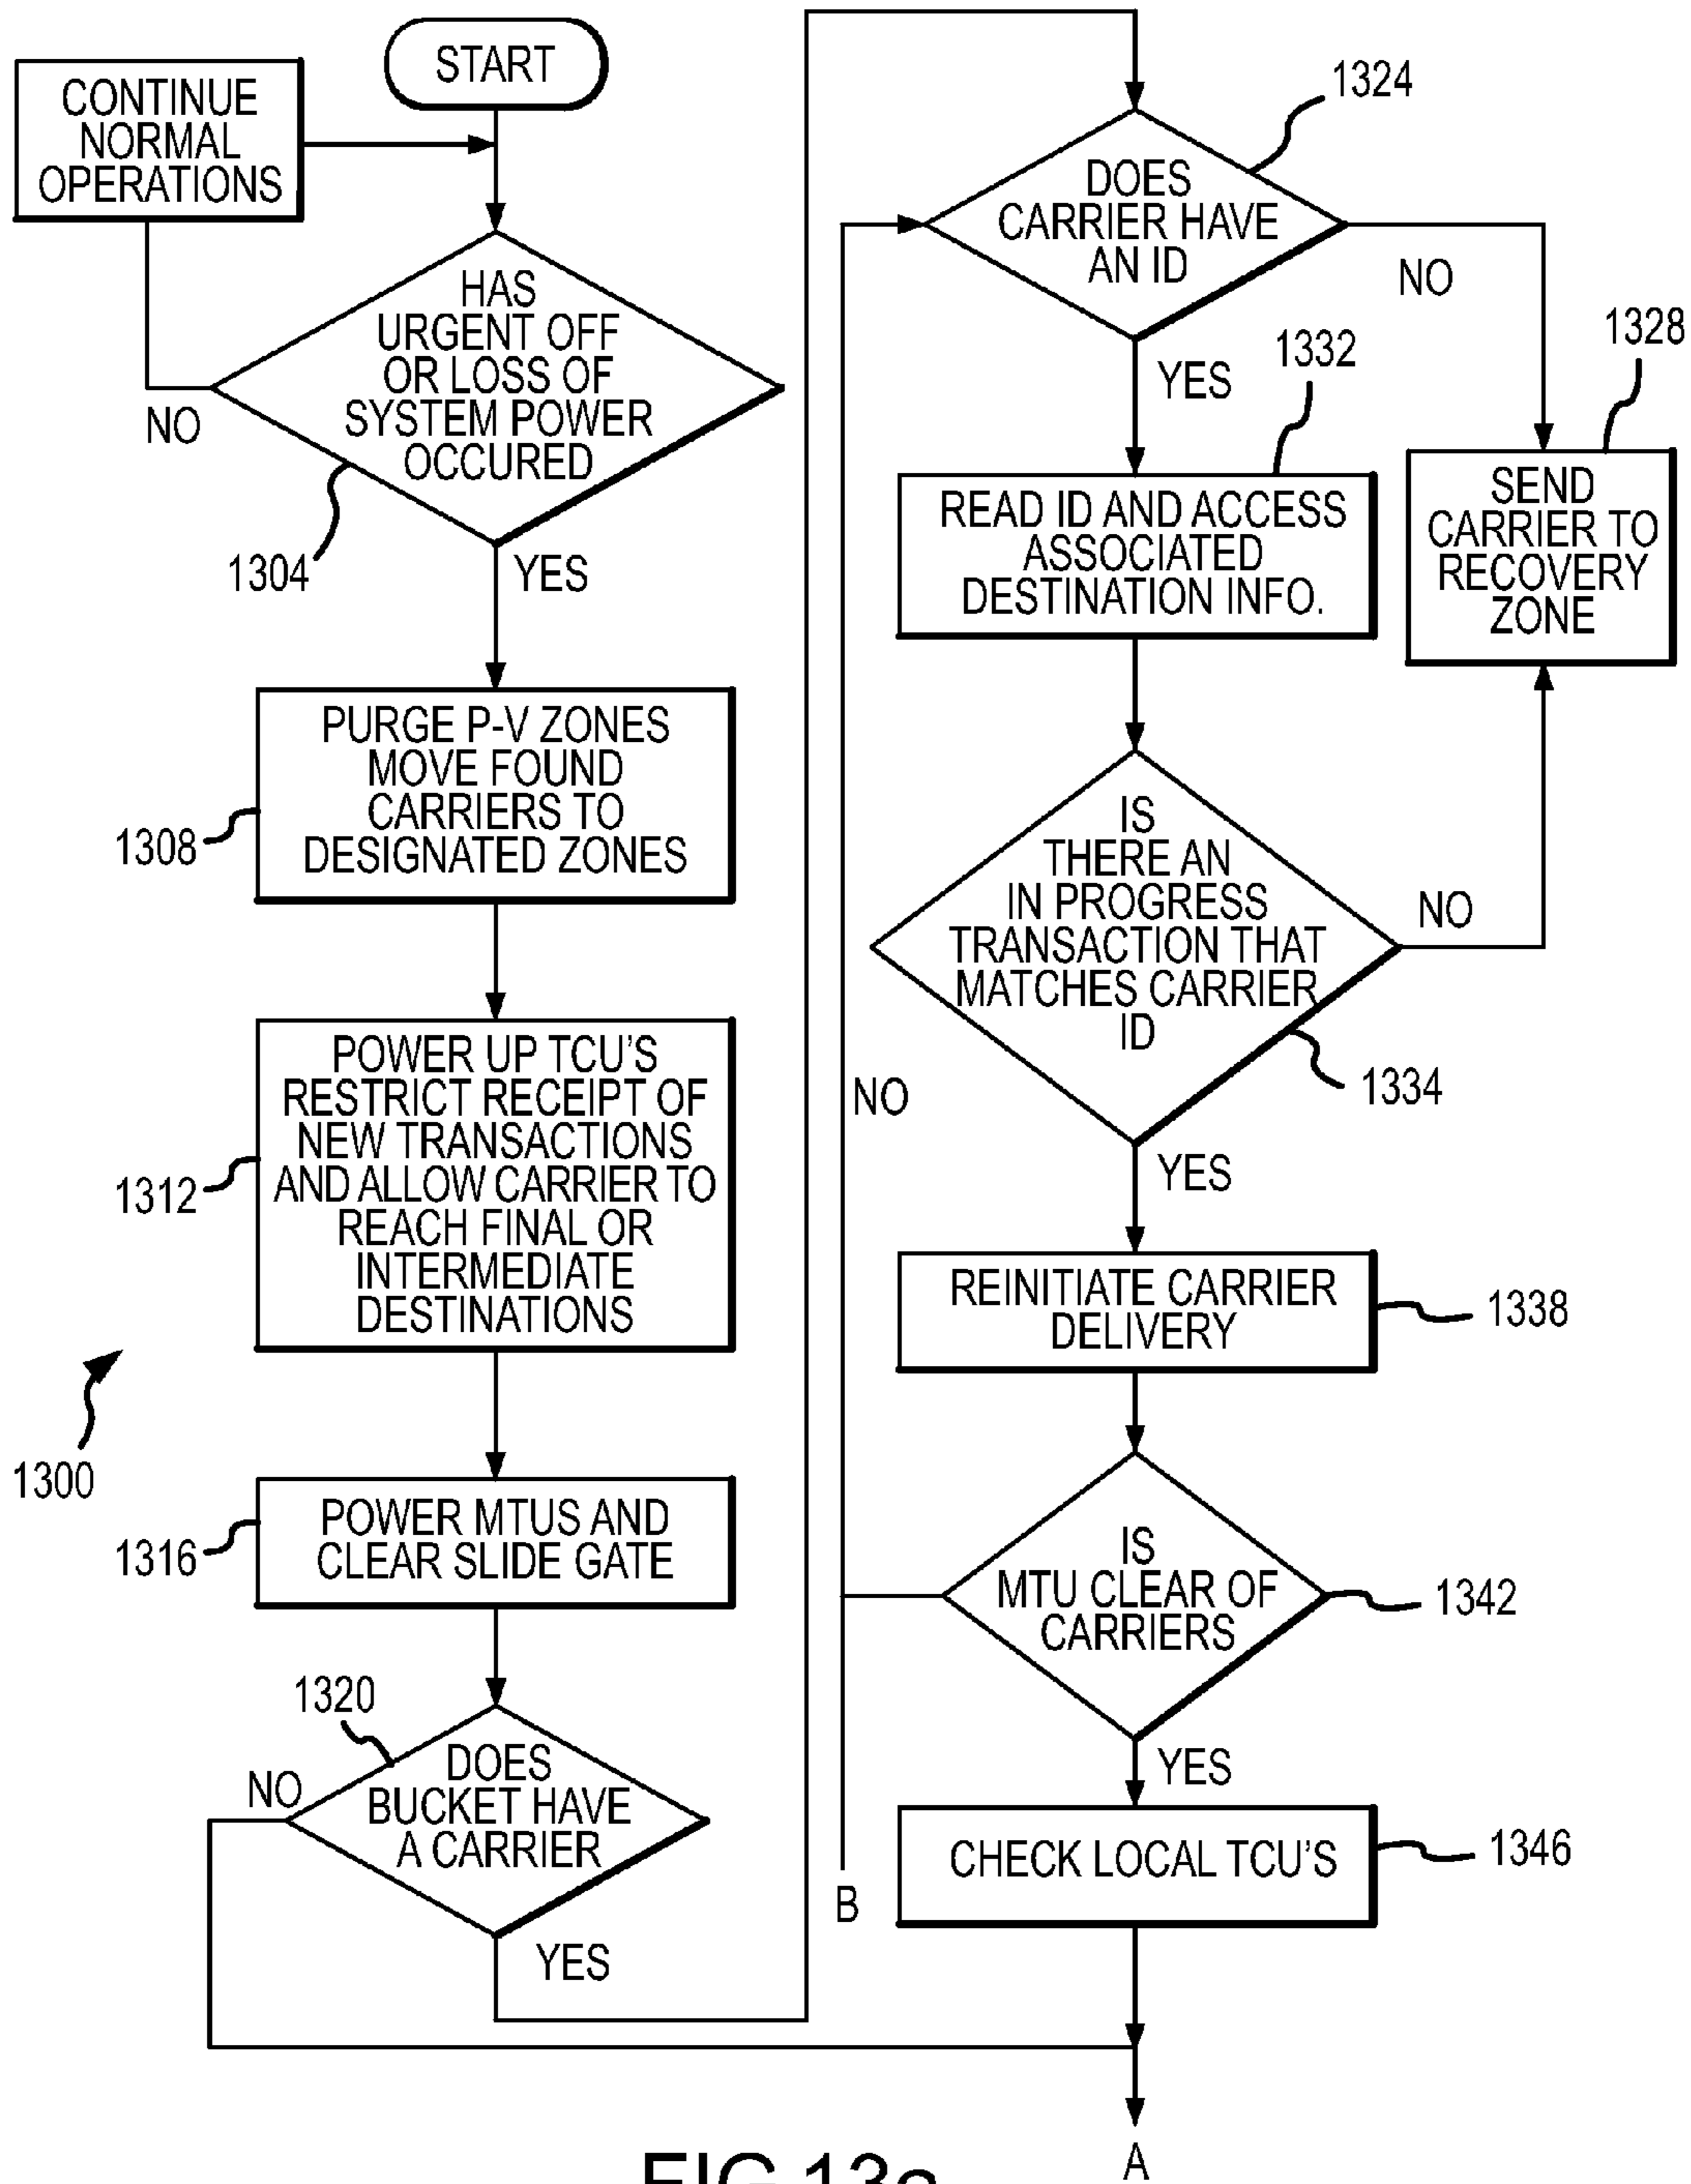 START
CONTINUE
NORMAL
OPERATIONS
HAS
URGENT OFF
OR LOSS OF
SYSTEM POWER
OCCURED
NO
1304
YES
PURGE P-V ZONES
MOVE FOUND
CARRIERS TO
DESIGNATED ZONES
1308
POWER UP TCU'S
RESTRICT RECEIPT OF
NEW TRANSACTIONS
AND ALLOW CARRIER TO
REACH FINAL OR
INTERMEDIATE
DESTINATIONS
1312
1300
POWER MTUS AND
CLEAR SLIDE GATE
1316
1320
DOES
BUCKET HAVE
A CARRIER
NO
YES
1324
DOES
CARRIER HAVE
AN ID
NO
YES
1328
SEND
CARRIER TO
RECOVERY
ZONE
1332
READ ID AND ACCESS
ASSOCIATED
DESTINATION INFO.
IS
THERE AN
IN PROGRESS
TRANSACTION THAT
MATCHES CARRIER
ID
NO
1334
YES
NO
REINITIATE CARRIER
DELIVERY
1338
IS
MTU CLEAR OF
CARRIERS
1342
YES
CHECK LOCAL TCU'S
1346
B
A
FIG.13a